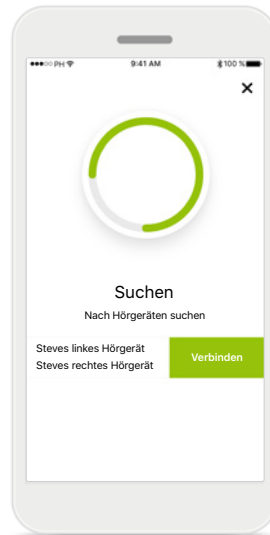 PH 9:41 AM 100 %
Suchen
Nach Hörgeräten suchen
Steves linkes Hörgerät
Steves rechtes Hörgerät
Verbinden